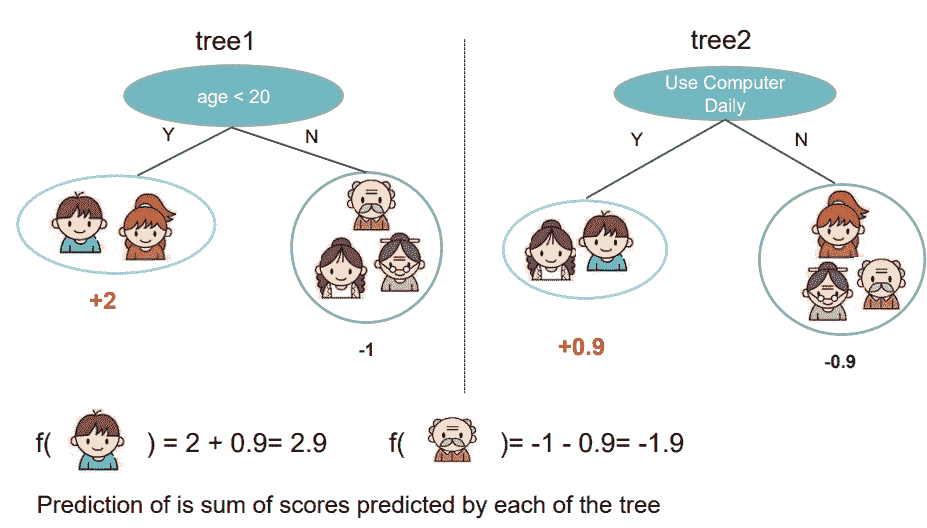 tree1
age < 20
Y
N
+2
-1
tree2
Use Computer
Daily
Y
N
+0.9
-0.9
f( ) = 2 + 0.9= 2.9
f( )= -1 - 0.9= -1.9
Prediction of is sum of scores predicted by each of the tree